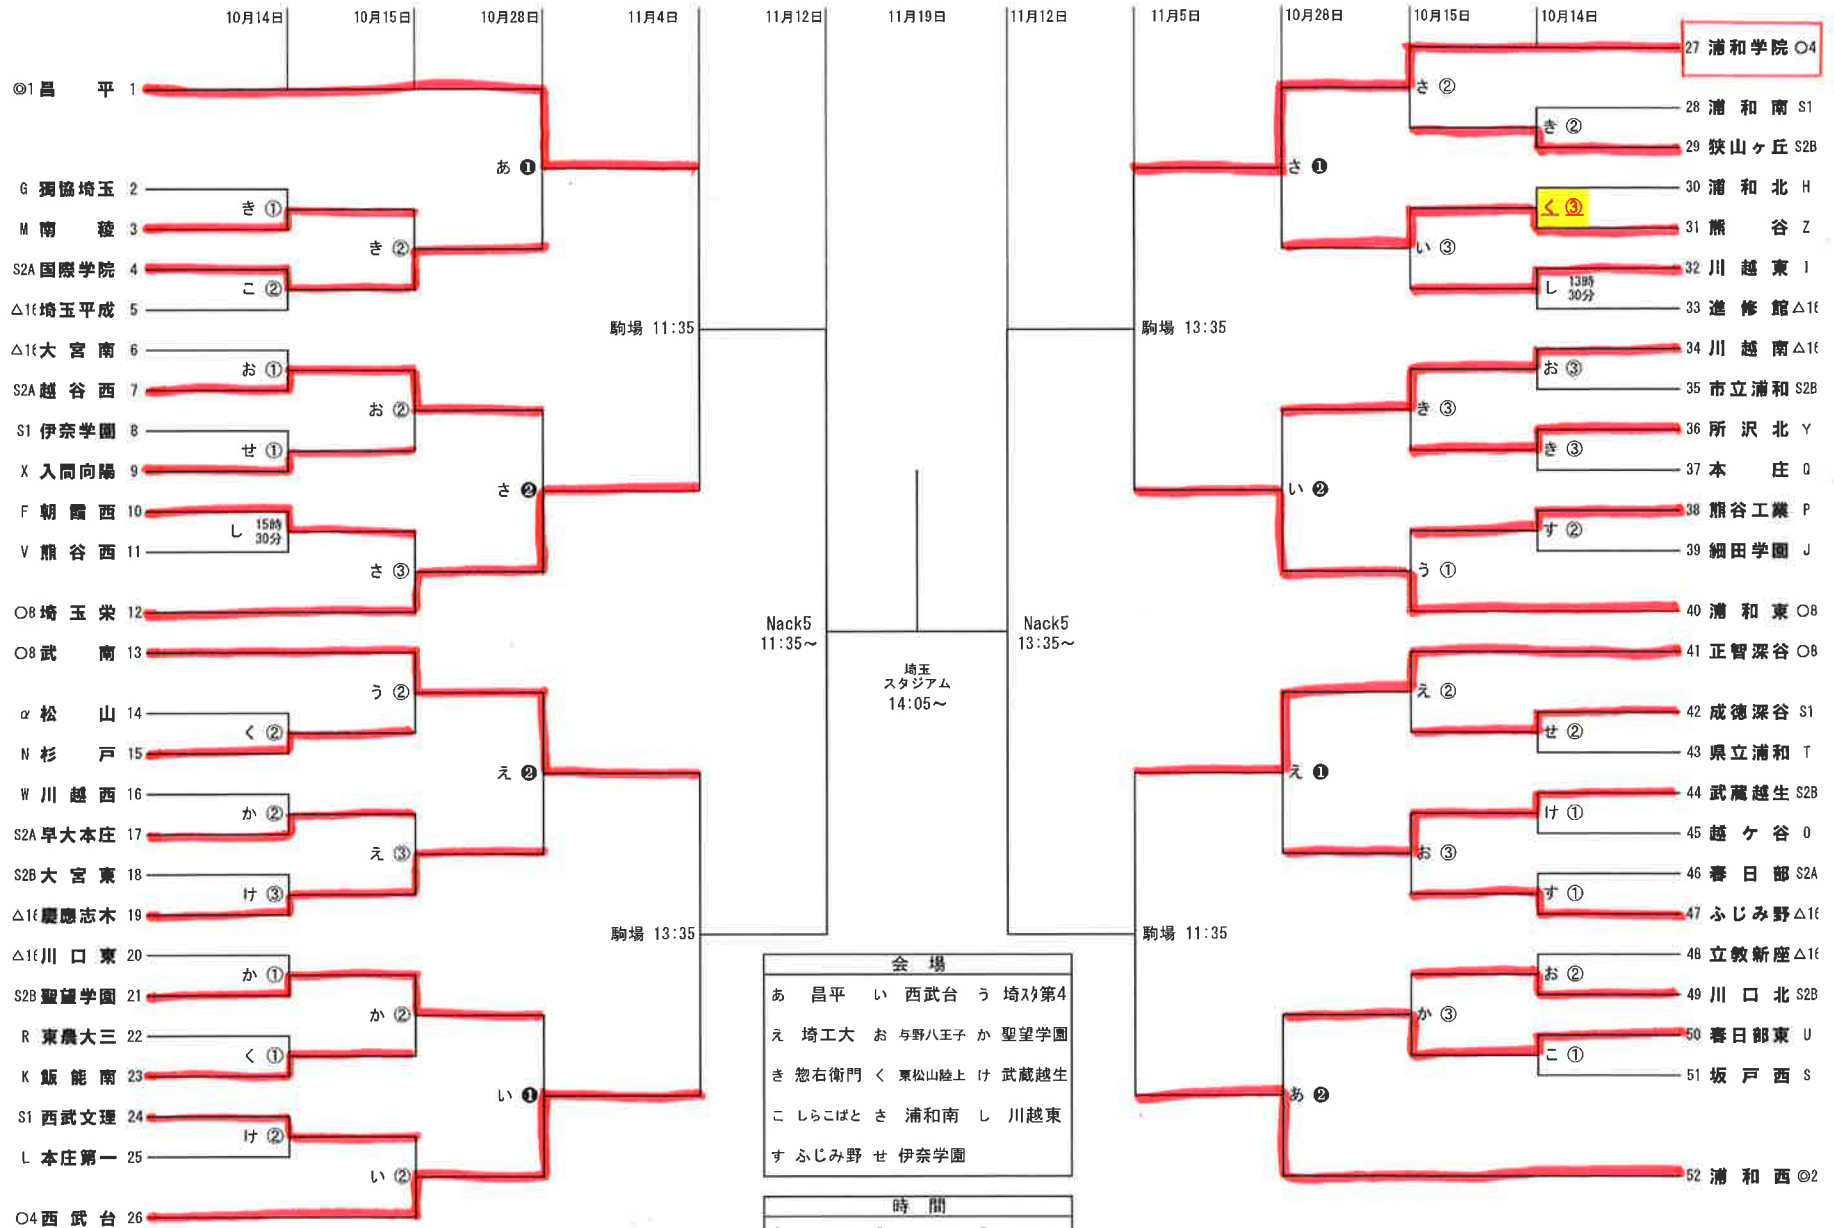 10月14日 10月15日 10月28日 11月4日 11月12日 11月19日 11月12日 11月5日 10月28日 10月15日 10月14日
◎1 昌平 1
G 獨協埼玉 2
M 南稜 3
S2A 国際学院 4
△16 埼玉平成 5
△16 大宮南 6
S2A 越谷西 7
S1 伊奈学園 8
X 入間向陽 9
F 朝霞西 10
V 熊谷西 11
○8 埼玉栄 12
○8 武南 13
α 松山 14
N 杉戸 15
W 川越西 16
S2A 早大本庄 17
S2B 大宮東 18
△16 慶應志木 19
△16 川口東 20
S2B 聖望学園 21
R 東農大三 22
K 飯能南 23
S1 西武文理 24
L 本庄第一 25
○4 西武台 26
き ①
こ ②
お ①
せ ①
し 15時
30分
く ②
か ②
け ③
か ①
く ①
け ②
き ②
お ②
さ ③
う ②
え ③
か ②
い ②
あ ❶
さ ❷
え ❷
い ❶
駒場 11:35
駒場 13:35
Nack5
11:35～
埼玉
スタジアム
14:05～
Nack5
13:35～
駒場 13:35
駒場 11:35
さ ❶
い ❷
え ❶
あ ❷
さ ②
い ③
き ③
う ①
え ②
お ③
か ③
き ②
く ③
し 13時
30分
お ③
き ③
す ②
せ ②
け ①
す ①
お ②
こ ①
27 浦和学院 ○4
28 浦和南 S1
29 狭山ヶ丘 S2B
30 浦和北 H
31 熊谷 Z
32 川越東 I
33 進修館 △16
34 川越南 △16
35 市立浦和 S2B
36 所沢北 Y
37 本庄 Q
38 熊谷工業 P
39 細田学園 J
40 浦和東 ○8
41 正智深谷 ○8
42 成徳深谷 S1
43 県立浦和 T
44 武蔵越生 S2B
45 越ケ谷 O
46 春日部 S2A
47 ふじみ野 △16
48 立教新座 △16
49 川口北 S2B
50 春日部東 U
51 坂戸西 S
52 浦和西 ◎2
会場
あ 昌平 い 西武台 う 埼スタ第4
え 埼工大 お 与野八王子 か 聖望学園
き 惣右衛門 く 東松山陸上 け 武蔵越生
こ しらこばと さ 浦和南 し 川越東
す ふじみ野 せ 伊奈学園
時間